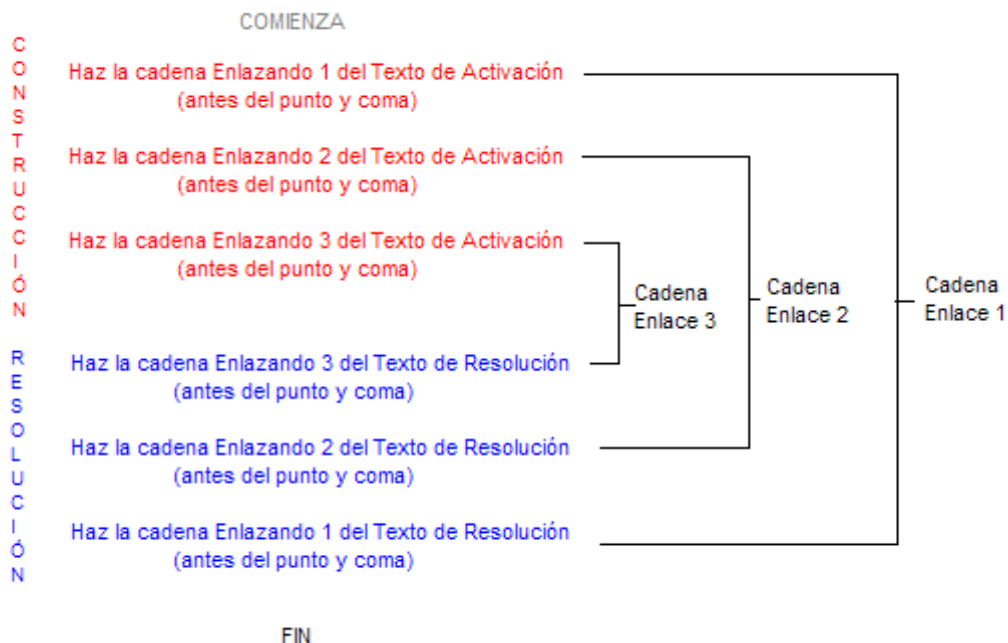 COMIENZA
CONSTRUCCIÓN
Haz la cadena Enlazando 1 del Texto de Activación
(antes del punto y coma)
Haz la cadena Enlazando 2 del Texto de Activación
(antes del punto y coma)
Haz la cadena Enlazando 3 del Texto de Activación
(antes del punto y coma)
Cadena
Enlace 3
Cadena
Enlace 2
Cadena
Enlace 1
RESOLUCIÓN
Haz la cadena Enlazando 3 del Texto de Resolución
(antes del punto y coma)
Haz la cadena Enlazando 2 del Texto de Resolución
(antes del punto y coma)
Haz la cadena Enlazando 1 del Texto de Resolución
(antes del punto y coma)
FIN